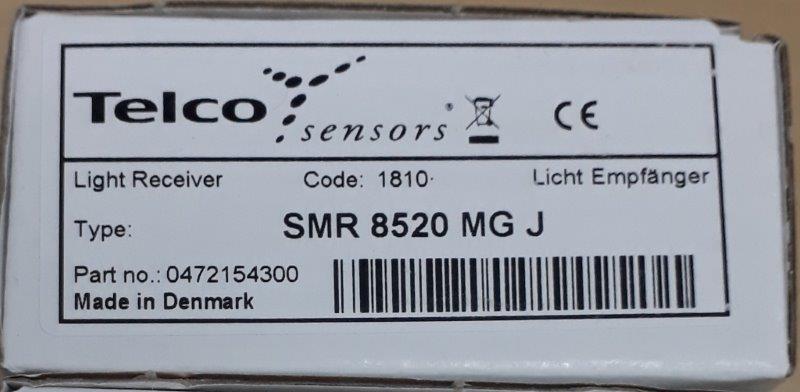 Telco sensors® CE
Light Receiver Code: 1810 Licht Empfänger
Type: SMR 8520 MG J
Part no.: 0472154300
Made in Denmark